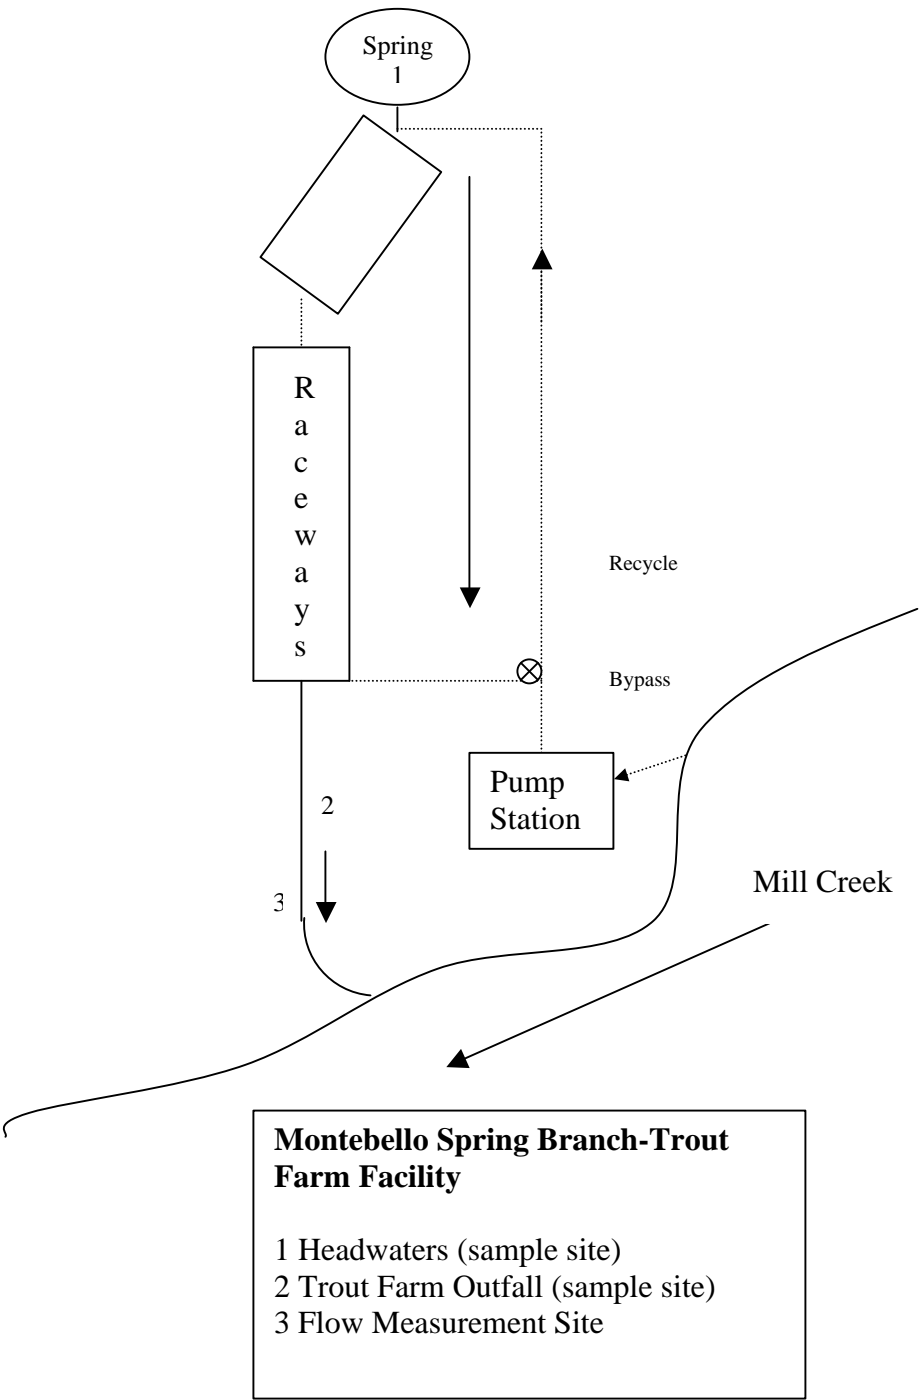 Spring
1
R
a
c
e
w
a
y
s
Recycle
Bypass
Pump
Station
2
3
Mill Creek
Montebello Spring Branch-Trout
Farm Facility
1 Headwaters (sample site)
2 Trout Farm Outfall (sample site)
3 Flow Measurement Site